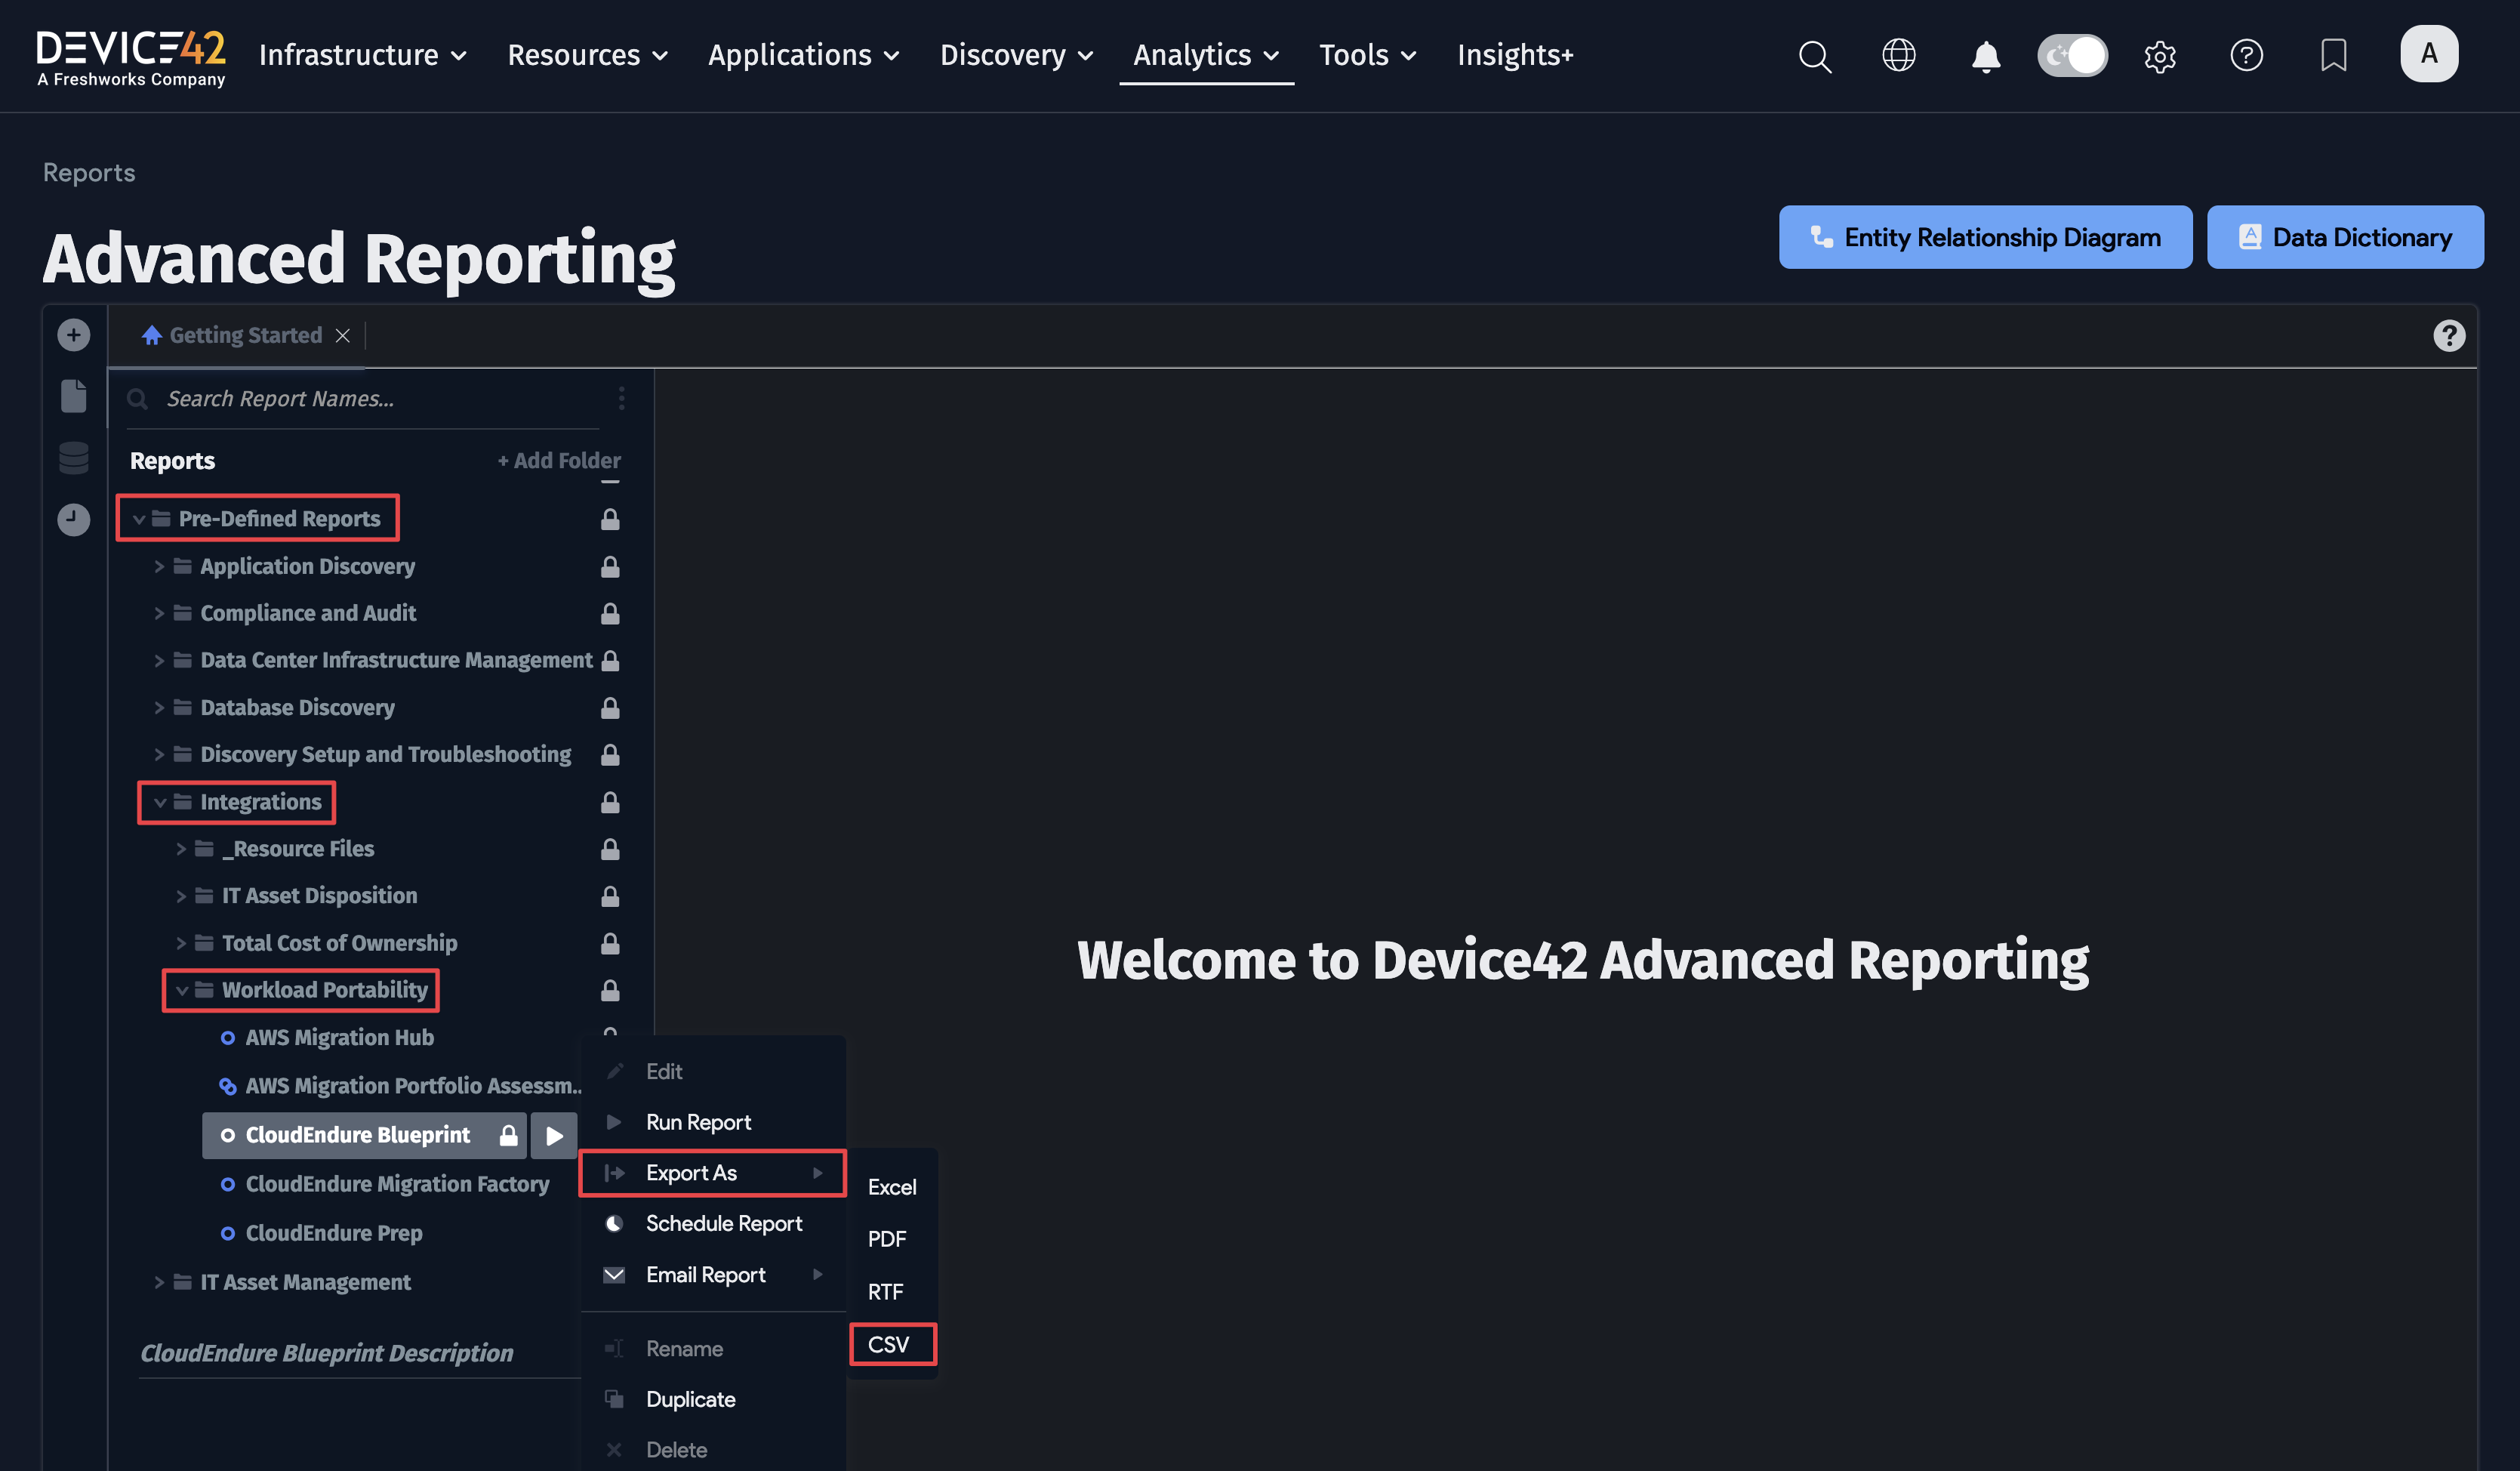 DEVICE42
A Freshworks Company
Infrastructure
Resources
Applications
Discovery
Analytics
Tools
Insights+
A
Reports
Advanced Reporting
Entity Relationship Diagram
Data Dictionary
Getting Started
Search Report Names...
Reports
+ Add Folder
Pre-Defined Reports
Application Discovery
Compliance and Audit
Data Center Infrastructure Management
Database Discovery
Discovery Setup and Troubleshooting
Integrations
_Resource Files
IT Asset Disposition
Total Cost of Ownership
Workload Portability
AWS Migration Hub
AWS Migration Portfolio Assessm..
CloudEndure Blueprint
CloudEndure Migration Factory
CloudEndure Prep
IT Asset Management
CloudEndure Blueprint Description
Edit
Run Report
Export As
Schedule Report
Email Report
Rename
Duplicate
Delete
Excel
PDF
RTF
CSV
Welcome to Device42 Advanced Reporting